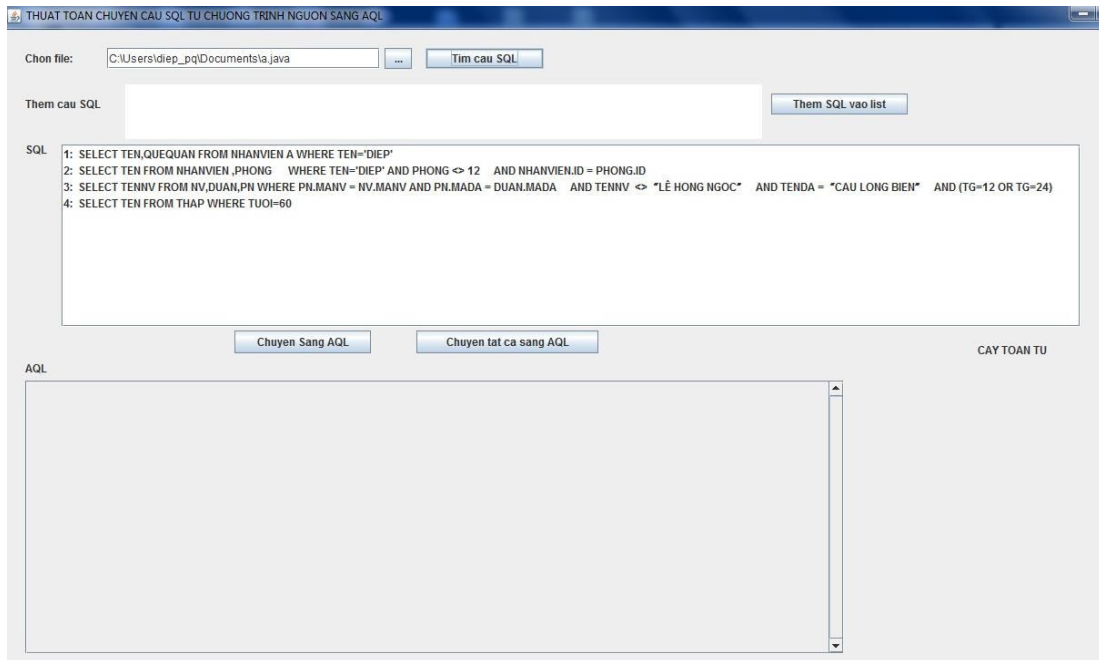 THUAT TOAN CHUYEN CAU SQL TU CHUONG TRINH NGUON SANG AQL
Chon file: C:\Users\diep_pq\Documents\a.java ... Tim cau SQL
Them cau SQL Them SQL vao list
SQL
1: SELECT TEN,QUEQUAN FROM NHANVIEN A WHERE TEN='DIEP'
2: SELECT TEN FROM NHANVIEN ,PHONG WHERE TEN='DIEP' AND PHONG <> 12 AND NHANVIEN.ID = PHONG.ID
3: SELECT TENNV FROM NV,DUAN,PN WHERE PN.MANV = NV.MANV AND PN.MADA = DUAN.MADA AND TENNV <> "LÊ HONG NGOC" AND TENDA = "CAU LONG BIEN" AND (TG=12 OR TG=24)
4: SELECT TEN FROM THAP WHERE TUOI=60
Chuyen Sang AQL Chuyen tat ca sang AQL
CAY TOAN TU
AQL